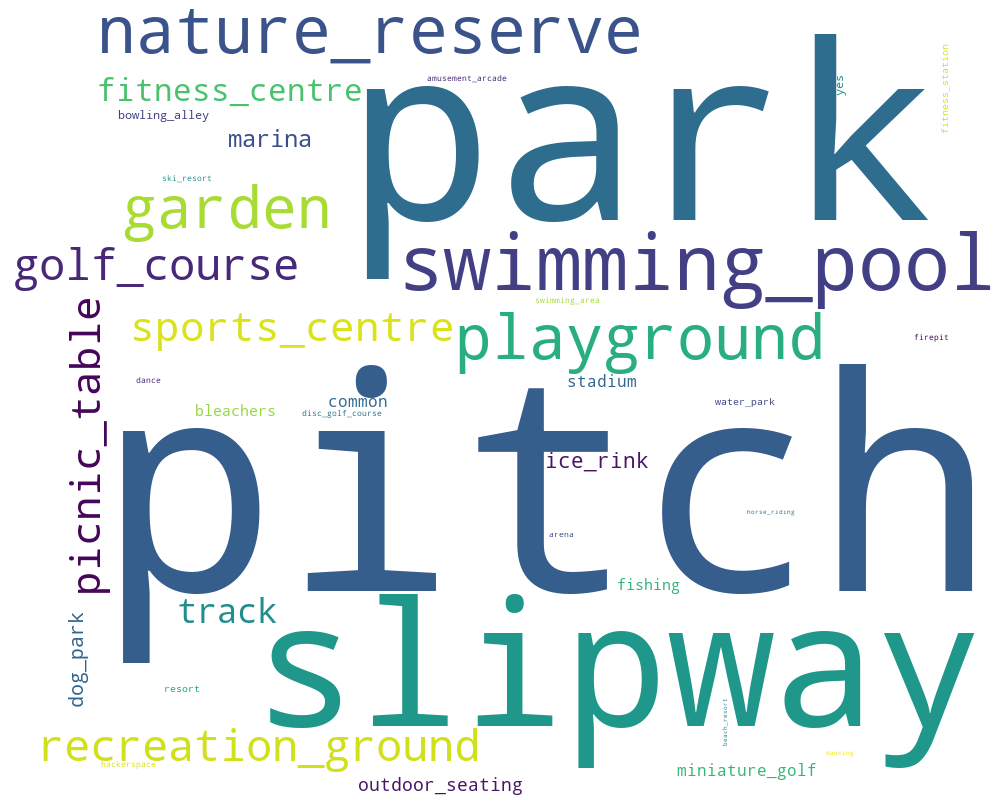 nature_reserve
park
fitness_centre
amusement_arcade
yes
fitness_station
bowling_alley
marina
ski_resort
garden
golf_course
swimming_pool
swimming_area
sports_centre
playground
picnic_table
firepit
dance
stadium
common
bleachers
disc_golf_course
water_park
pitch
ice_rink
horse_riding
arena
fishing
track
slipway
dog_park
resort
beach_resort
recreation_ground
hackerspace
dancing
miniature_golf
outdoor_seating